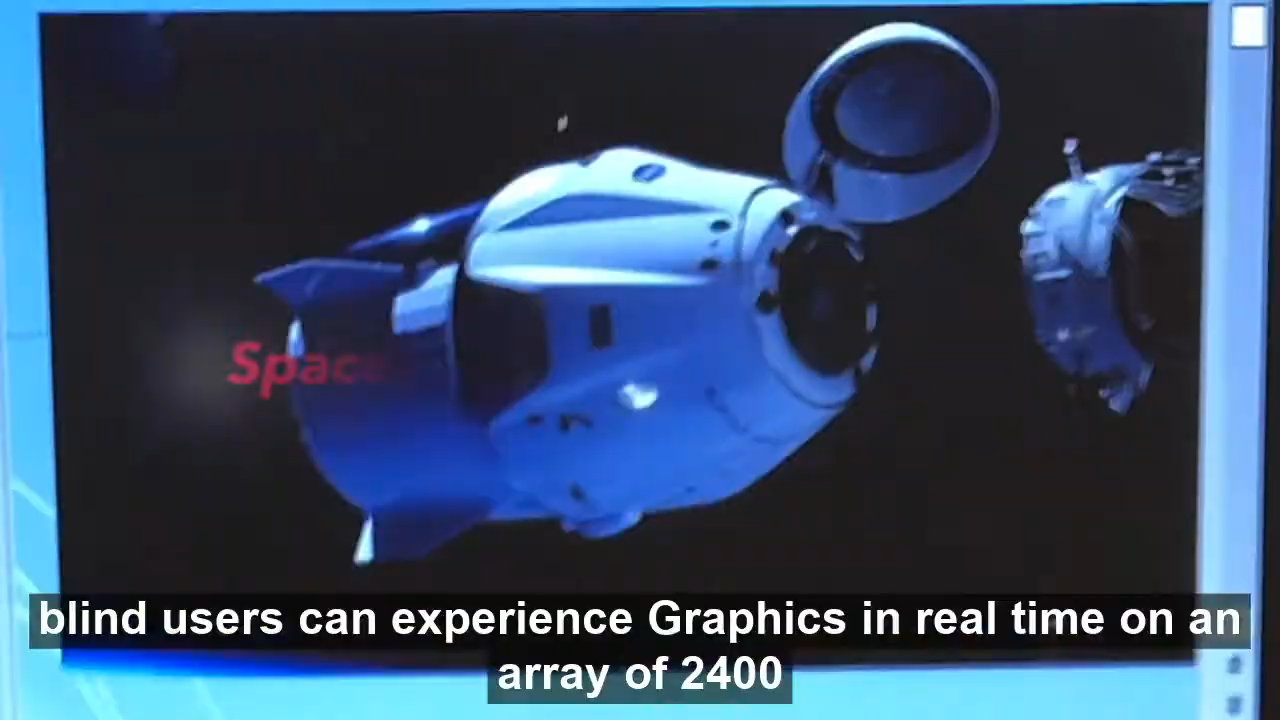 Space
blind users can experience Graphics in real time on an
array of 2400